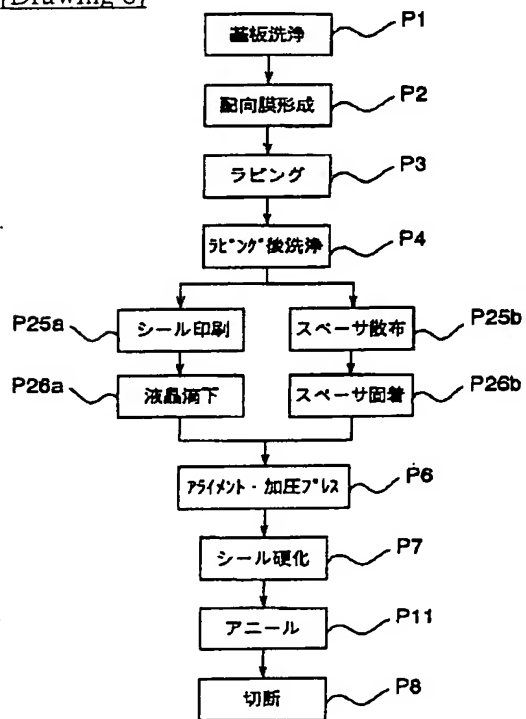 基板洗浄 P1
配向膜形成 P2
ラビング P3
ﾗﾋﾞﾝｸﾞ後洗浄 P4
P25a シール印刷 スペーサ散布 P25b
P26a 液晶滴下 スペーサ固着 P26b
ｱﾗｲﾒﾝﾄ・加圧ﾌﾟﾚｽ P6
シール硬化 P7
アニール P11
切断 P8